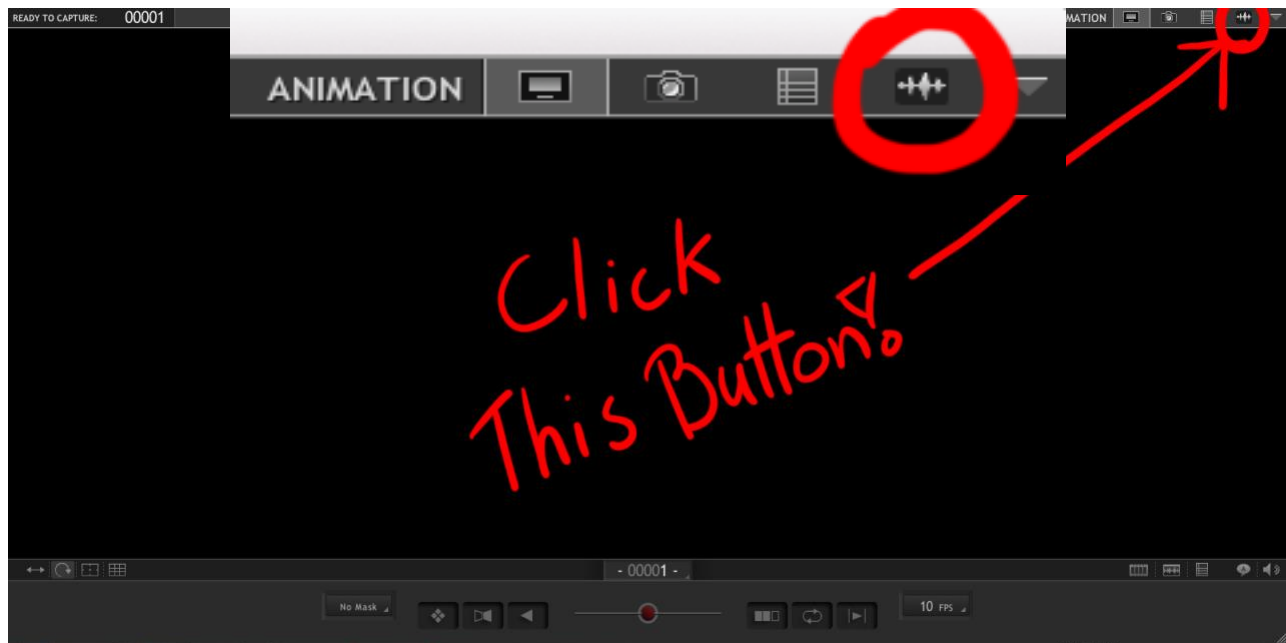 READY TO CAPTURE: 00001
MATION
ANIMATION
Click
This Button!
- 00001 -
No Mask
10 FPS